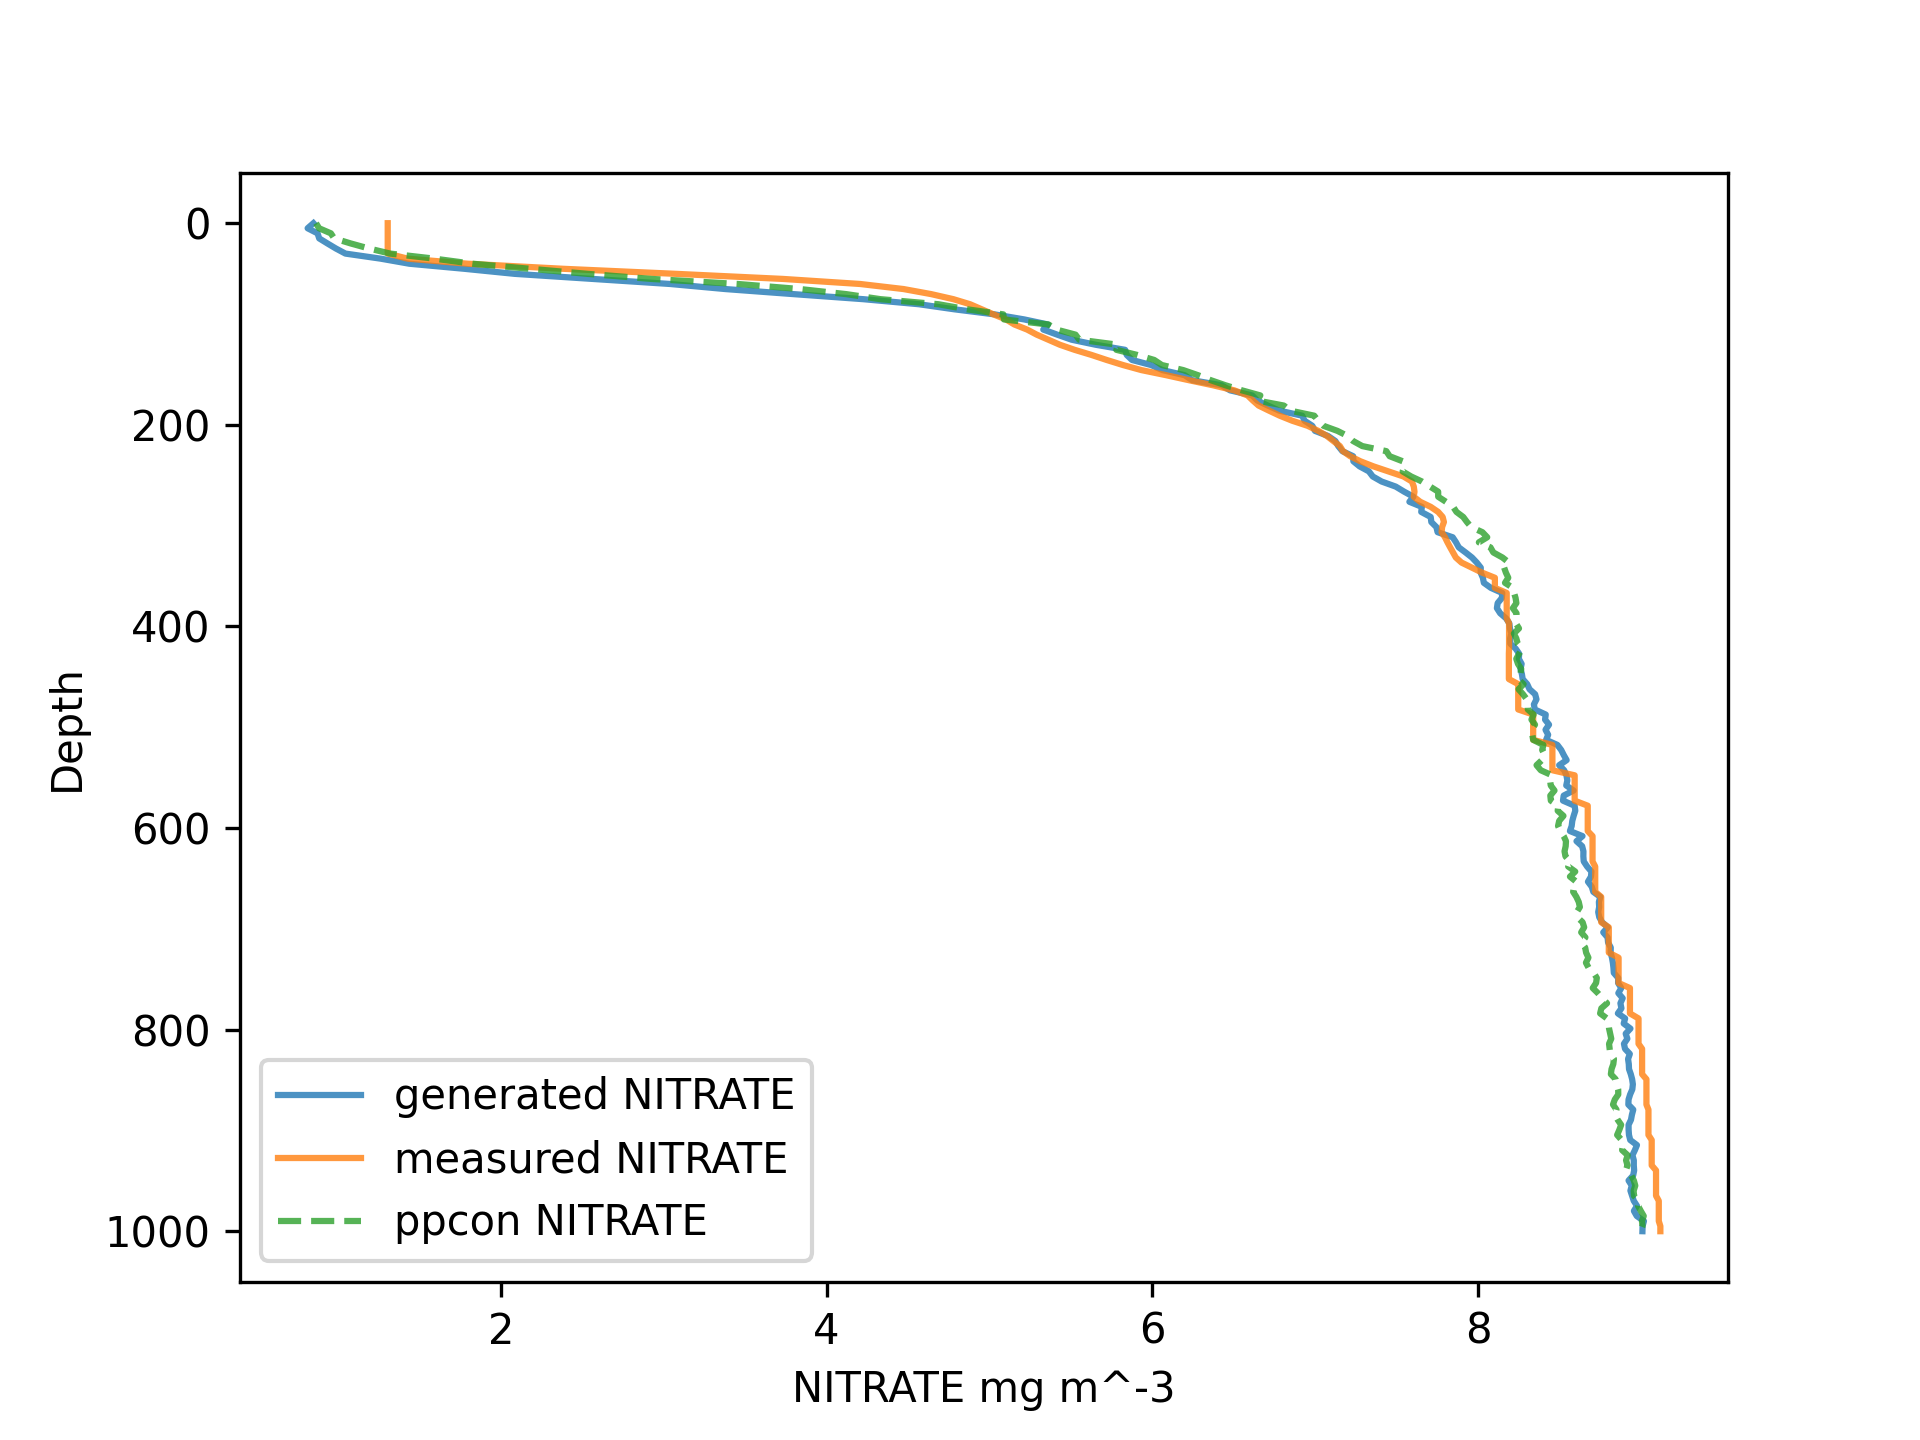 0
200
400
600
800
1000
Depth
generated NITRATE
measured NITRATE
ppcon NITRATE
2 4 6 8
NITRATE mg m^-3